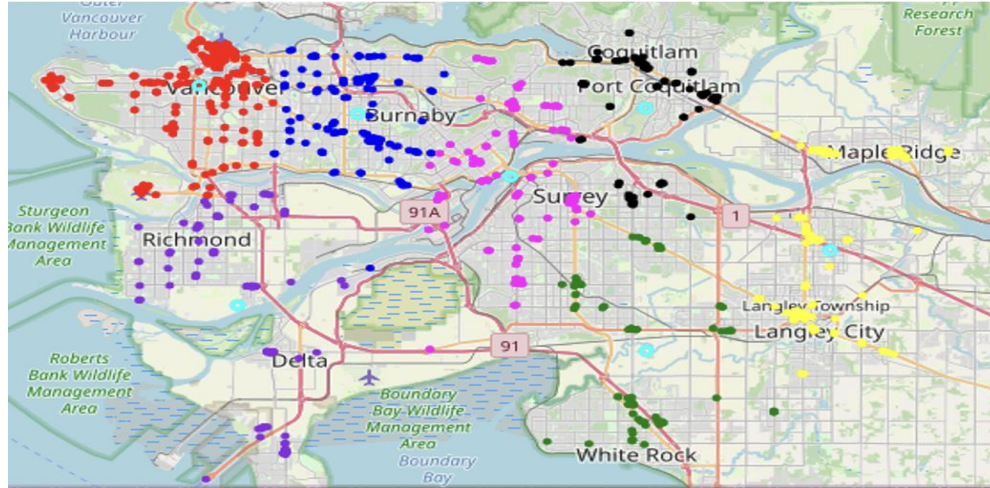 Outer
Vancouver
Harbour
Research
Forest
Coquitlam
Vancouver
Port Coquitlam
Burnaby
Maple Ridge
Surrey
91A
1
Sturgeon
Bank Wildlife
Management
Area
Richmond
Langley Township
Langley City
91
Delta
Roberts
Bank Wildlife
Management
Area
Boundary
Bay Wildlife
Management
Area
Boundary
Bay
White Rock